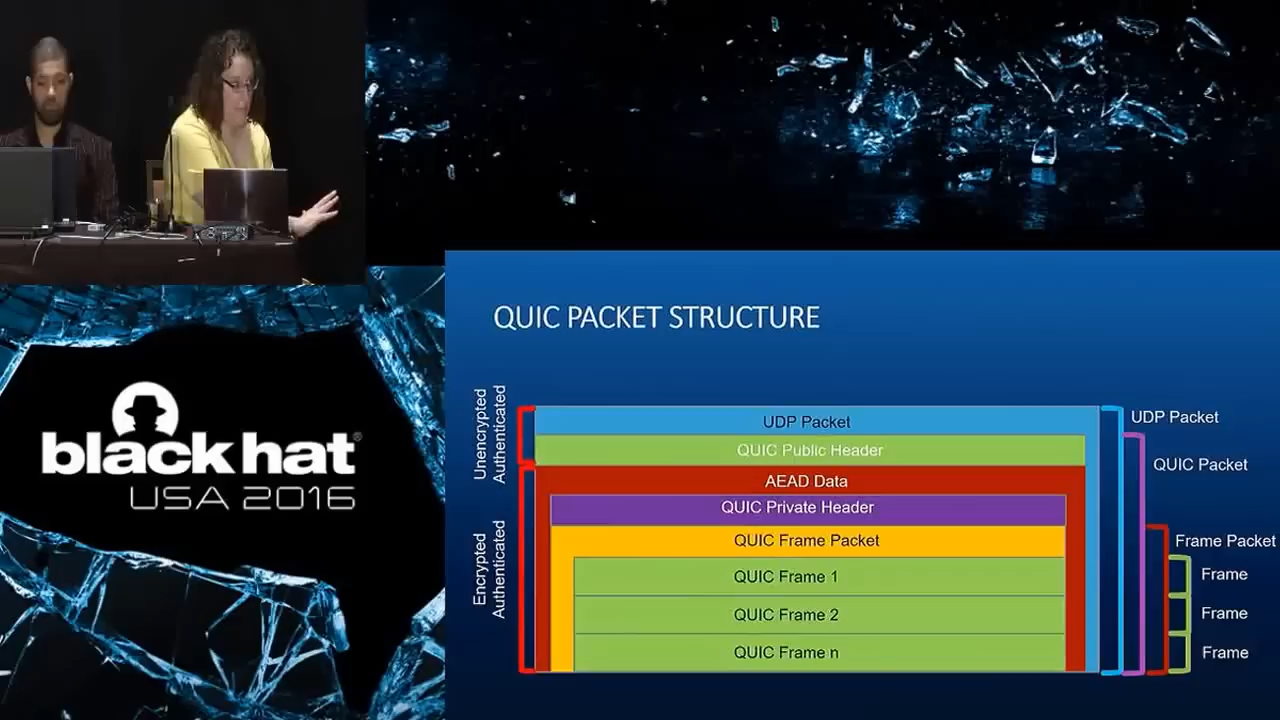 black hat®
USA 2016
QUIC PACKET STRUCTURE
Unencrypted
Authenticated
Encrypted
Authenticated
UDP Packet
QUIC Public Header
AEAD Data
QUIC Private Header
QUIC Frame Packet
QUIC Frame 1
QUIC Frame 2
QUIC Frame n
UDP Packet
QUIC Packet
Frame Packet
Frame
Frame
Frame